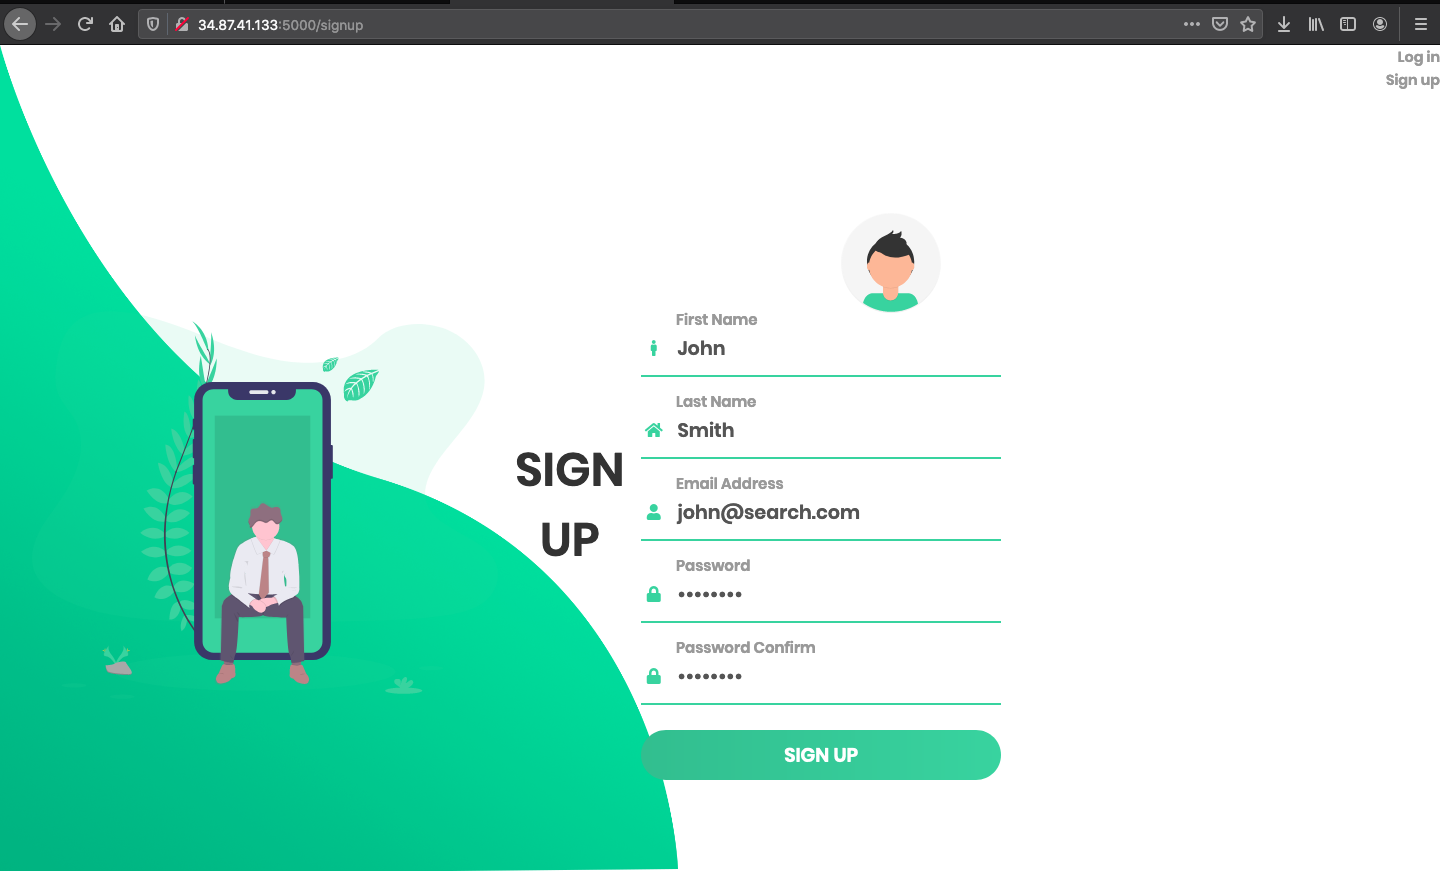 34.87.41.133:5000/signup
Log in
Sign up
First Name
John
Last Name
Smith
SIGN
UP
Email Address
john@search.com
Password
••••••••
Password Confirm
••••••••
SIGN UP